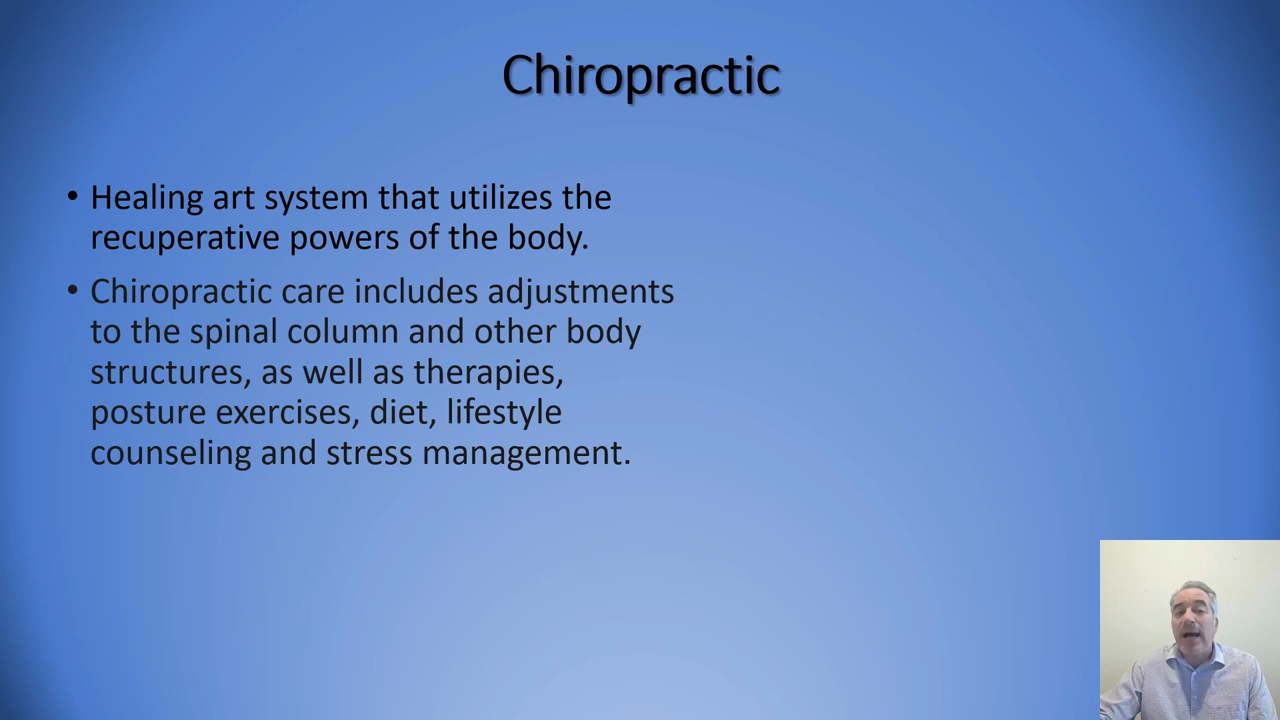 Chiropractic
• Healing art system that utilizes the
recuperative powers of the body.
• Chiropractic care includes adjustments
to the spinal column and other body
structures, as well as therapies,
posture exercises, diet, lifestyle
counseling and stress management.